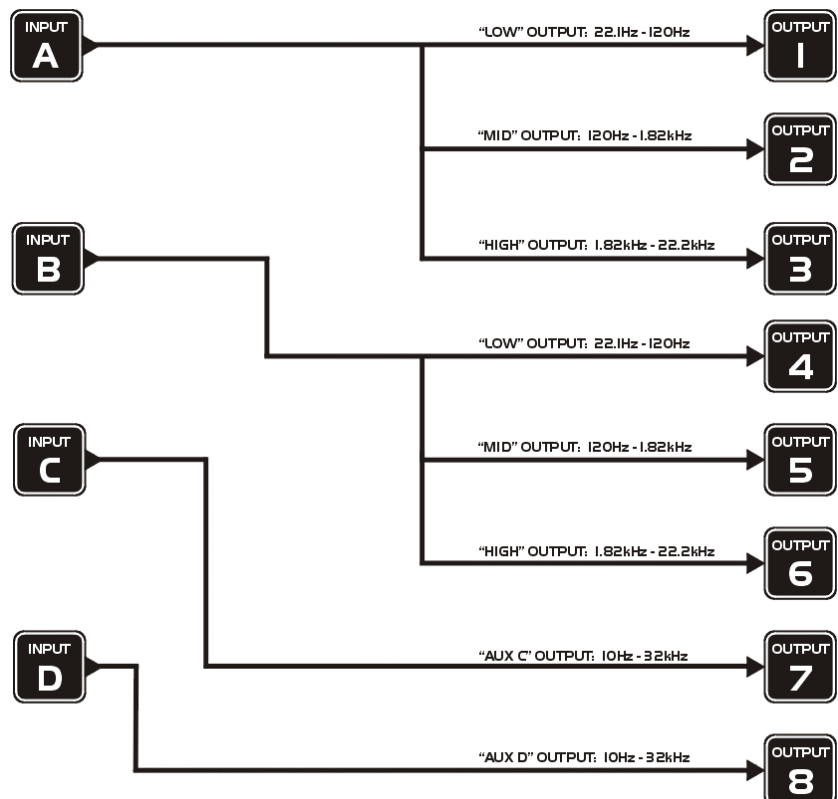 INPUT
A
"LOW" OUTPUT: 22.1Hz - 120Hz
OUTPUT
1
"MID" OUTPUT: 120Hz - 1.82kHz
OUTPUT
2
INPUT
B
"HIGH" OUTPUT: 1.82kHz - 22.2kHz
OUTPUT
3
"LOW" OUTPUT: 22.1Hz - 120Hz
OUTPUT
4
INPUT
C
"MID" OUTPUT: 120Hz - 1.82kHz
OUTPUT
5
"HIGH" OUTPUT: 1.82kHz - 22.2kHz
OUTPUT
6
INPUT
D
"AUX C" OUTPUT: 10Hz - 32kHz
OUTPUT
7
"AUX D" OUTPUT: 10Hz - 32kHz
OUTPUT
8